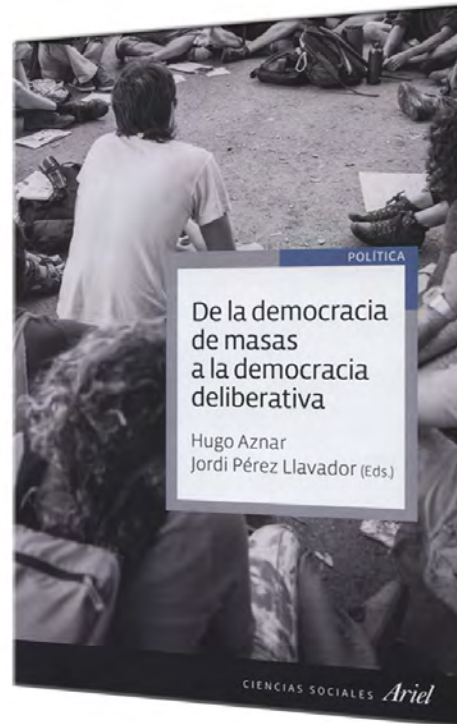 POLÍTICA
De la democracia
de masas
a la democracia
deliberativa
Hugo Aznar
Jordi Pérez Llavador (Eds.)
CIENCIAS SOCIALES Ariel